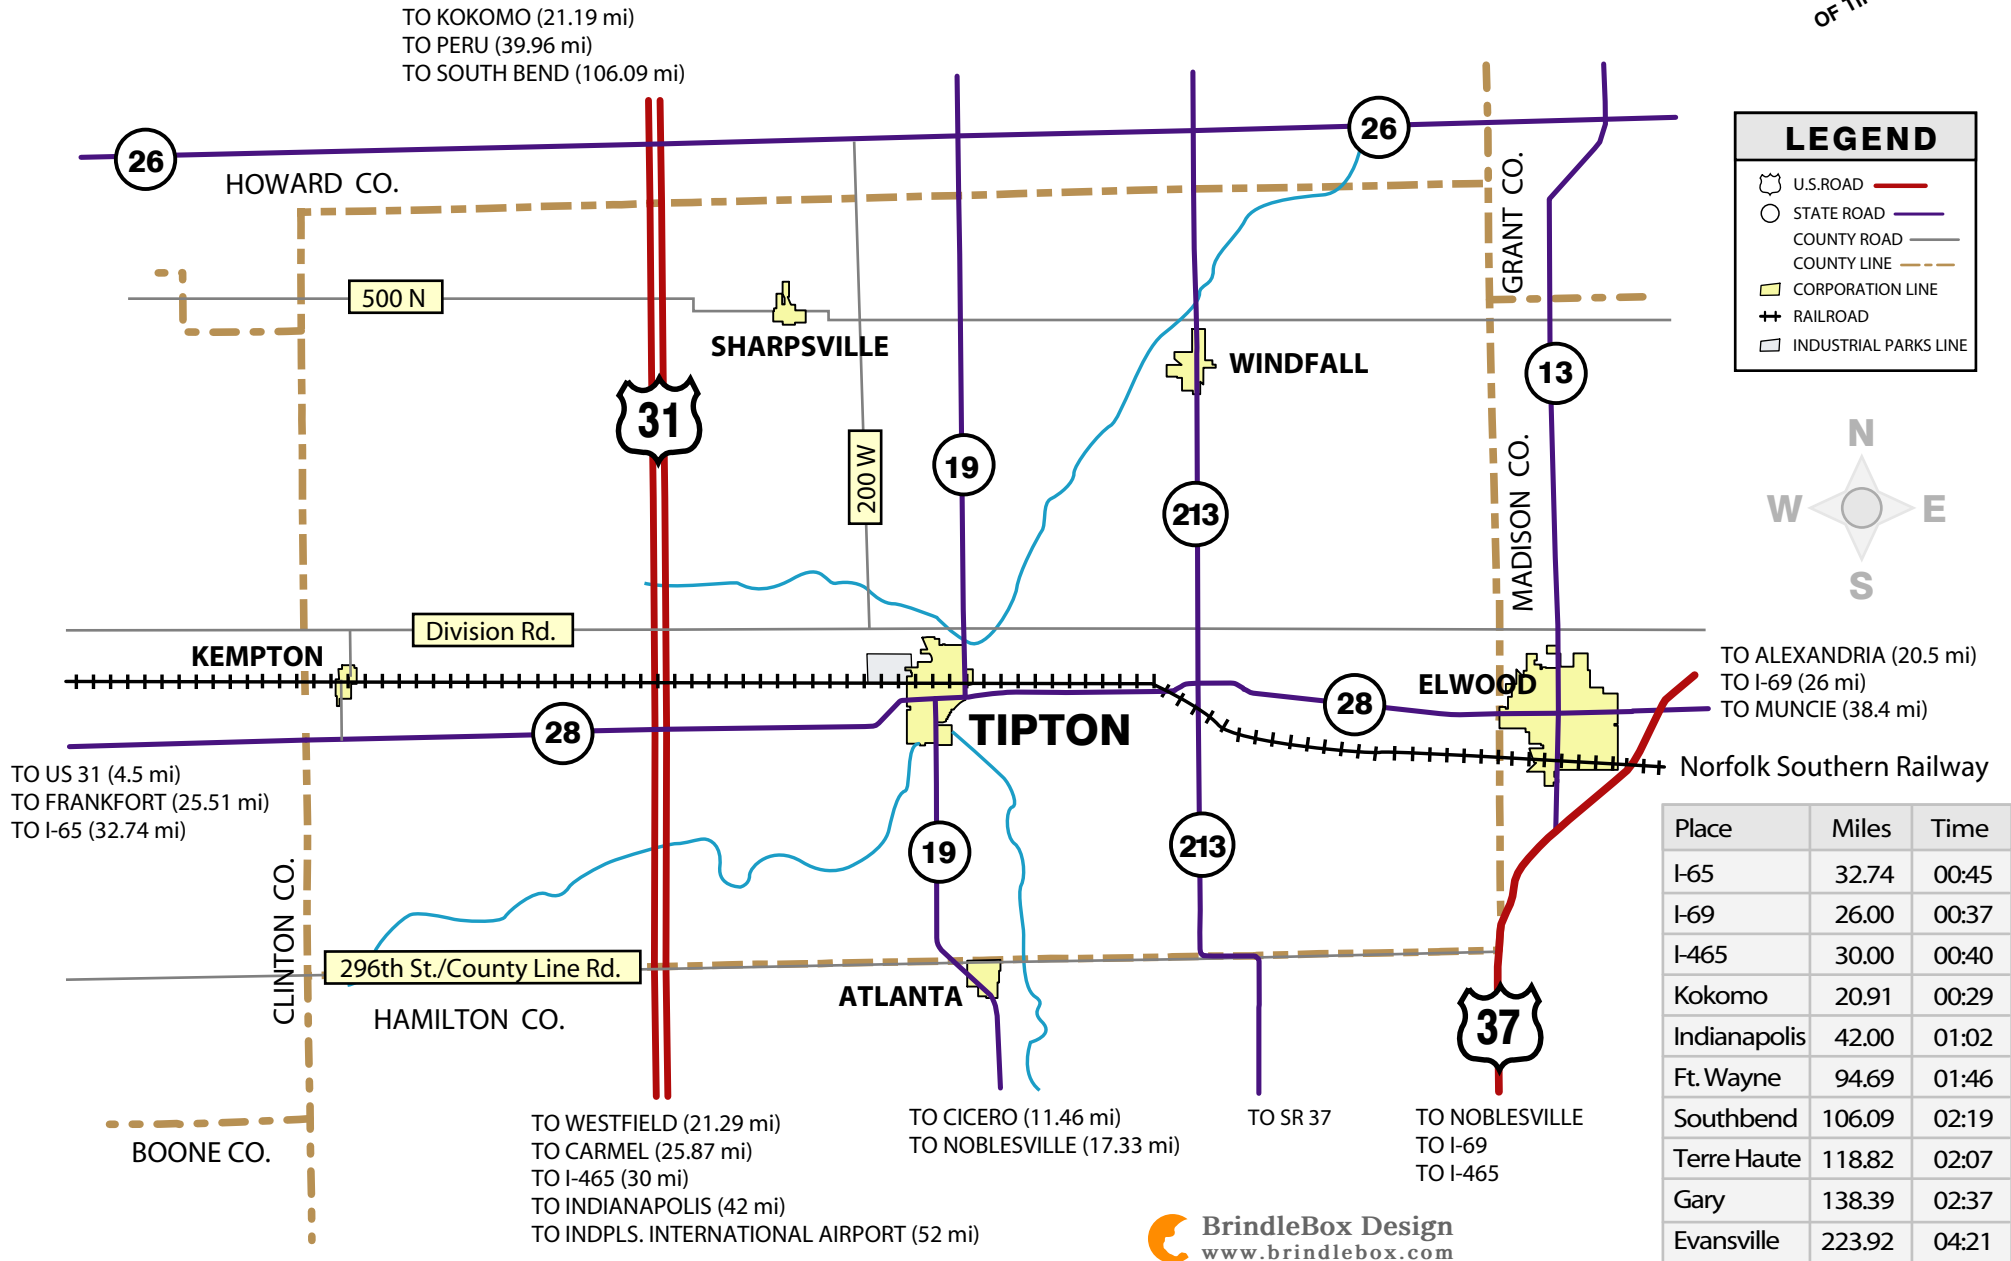 TO KOKOMO (21.19 mi)
TO PERU (39.96 mi)
TO SOUTH BEND (106.09 mi)
26
HOWARD CO.
26
GRANT CO.
LEGEND
U.S.ROAD
STATE ROAD
COUNTY ROAD
COUNTY LINE
CORPORATION LINE
RAILROAD
INDUSTRIAL PARKS LINE
500 N
SHARPSVILLE
WINDFALL
13
31
200 W
19
213
MADISON CO.
N
W
E
S
Division Rd.
KEMPTON
ELWOOD
TO ALEXANDRIA (20.5 mi)
TO I-69 (26 mi)
TO MUNCIE (38.4 mi)
28
TIPTON
28
Norfolk Southern Railway
TO US 31 (4.5 mi)
TO FRANKFORT (25.51 mi)
TO I-65 (32.74 mi)
19
213
CLINTON CO.
296th St./County Line Rd.
HAMILTON CO.
ATLANTA
37
BOONE CO.
TO WESTFIELD (21.29 mi)
TO CARMEL (25.87 mi)
TO I-465 (30 mi)
TO INDIANAPOLIS (42 mi)
TO INDPLS. INTERNATIONAL AIRPORT (52 mi)
TO CICERO (11.46 mi)
TO NOBLESVILLE (17.33 mi)
TO SR 37
TO NOBLESVILLE
TO I-69
TO I-465
Place Miles Time
I-65 32.74 00:45
I-69 26.00 00:37
I-465 30.00 00:40
Kokomo 20.91 00:29
Indianapolis 42.00 01:02
Ft. Wayne 94.69 01:46
Southbend 106.09 02:19
Terre Haute 118.82 02:07
Gary 138.39 02:37
Evansville 223.92 04:21
BrindleBox Design
www.brindlebox.com